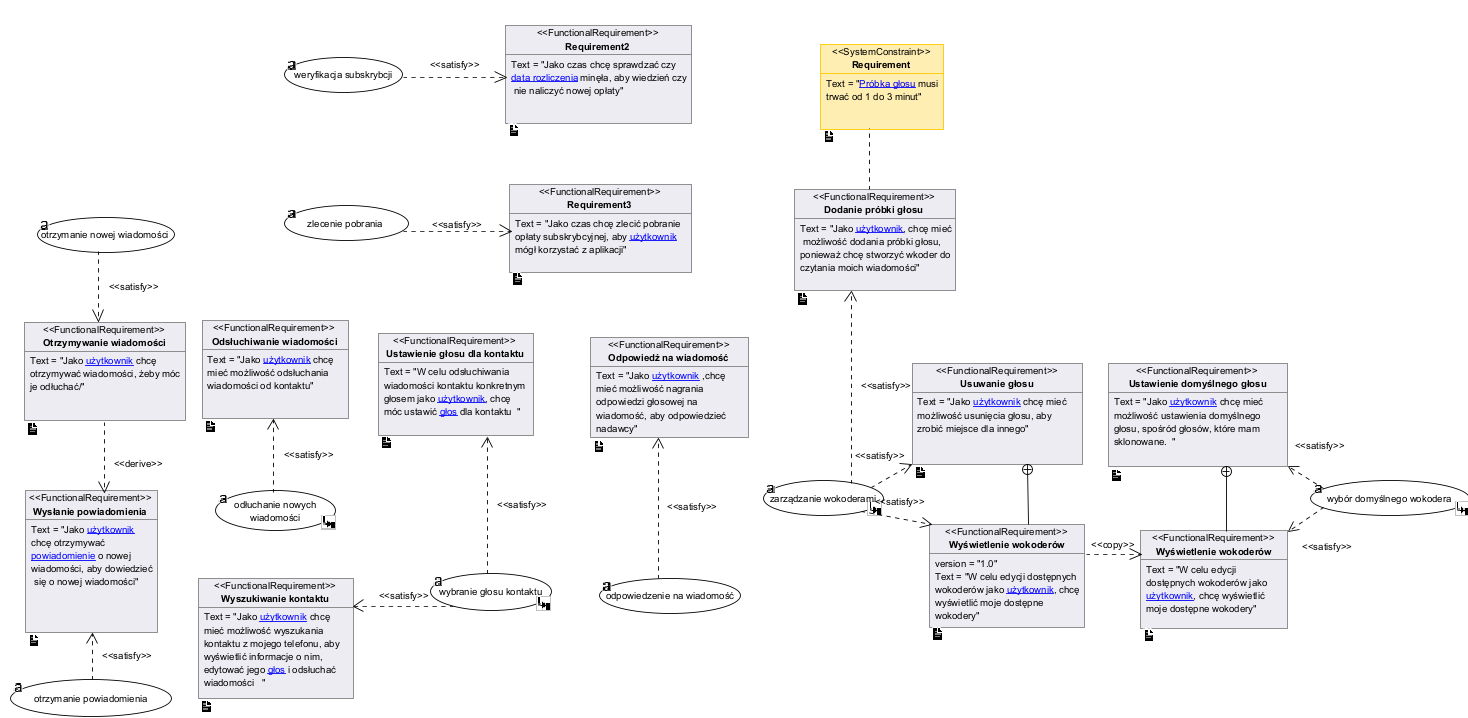 <<FunctionalRequirement>>
Requirement2
Text = "Jako czas chcę sprawdzać czy
data rozliczenia minęła, aby wiedzień czy
nie naliczyć nowej opłaty"
a
weryfikacja subskrybcji
<<satisfy>>
<<SystemConstraint>>
Requirement
Text = "Próbka głosu musi
trwać od 1 do 3 minut"
<<FunctionalRequirement>>
Requirement3
Text = "Jako czas chcę zlecić pobranie
opłaty subskrybcyjnej, aby użytkownik
mógł korzystać z aplikacji"
a
zlecenie pobrania
<<satisfy>>
<<FunctionalRequirement>>
Dodanie próbki głosu
Text = "Jako użytkownik, chcę mieć
możliwość dodania próbki głosu,
ponieważ chcę stworzyć wkoder do
czytania moich wiadomości"
a
otrzymanie nowej wiadomości
<<satisfy>>
<<FunctionalRequirement>>
Otrzymywanie wiadomości
Text = "Jako użytkownik chcę
otrzymywać wiadomości, żeby móc
je odłuchać/"
<<FunctionalRequirement>>
Odsłuchiwanie wiadomości
Text = "Jako użytkownik chcę
mieć możliwość odsłuchania
wiadomości od kontaktu"
<<FunctionalRequirement>>
Ustawienie głosu dla kontaktu
Text = "W celu odsłuchiwania
wiadomości kontaktu konkretnym
głosem jako użytkownik, chcę
móc ustawić głos dla kontaktu "
<<FunctionalRequirement>>
Odpowiedź na wiadomość
Text = "Jako użytkownik ,chcę
mieć możliwość nagrania
odpowiedzi głosowej na
wiadomość, aby odpowiedzieć
nadawcy"
<<satisfy>>
<<FunctionalRequirement>>
Usuwanie głosu
Text = "Jako użytkownik chcę mieć
możliwość usunięcia głosu, aby
zrobić miejsce dla innego"
<<FunctionalRequirement>>
Ustawienie domyślnego głosu
Text = "Jako użytkownik chcę mieć
możliwość ustawienia domyślnego
głosu, spośród głosów, które mam
sklonowane. "
<<derive>>
<<satisfy>>
a
odłuchanie nowych
wiadomości
<<satisfy>>
<<satisfy>>
<<satisfy>>
<<satisfy>>
a
zarządzanie wokoderami
<<satisfy>>
a
wybór domyślnego wokodera
<<satisfy>>
<<FunctionalRequirement>>
Wysłanie powiadomienia
Text = "Jako użytkownik
chcę otrzymywać
powiadomienie o nowej
wiadomości, aby dowiedzieć
się o nowej wiadomości"
<<FunctionalRequirement>>
Wyświetlenie wokoderów
version = "1.0"
Text = "W celu edycji dostępnych
wokoderów jako użytkownik, chcę
wyświetlić moje dostępne
wokodery"
<<copy>>
<<FunctionalRequirement>>
Wyświetlenie wokoderów
Text = "W celu edycji
dostępnych wokoderów jako
użytkownik, chcę wyświetlić
moje dostępne wokodery"
<<satisfy>>
<<FunctionalRequirement>>
Wyszukiwanie kontaktu
Text = "Jako użytkownik chcę
mieć możliwość wyszukania
kontaktu z mojego telefonu, aby
wyświetlić informacje o nim,
edytować jego głos i odsłuchać
wiadomości "
<<satisfy>>
a
wybranie głosu kontaktu
a
odpowiedzenie na wiadomość
<<satisfy>>
a
otrzymanie powiadomienia